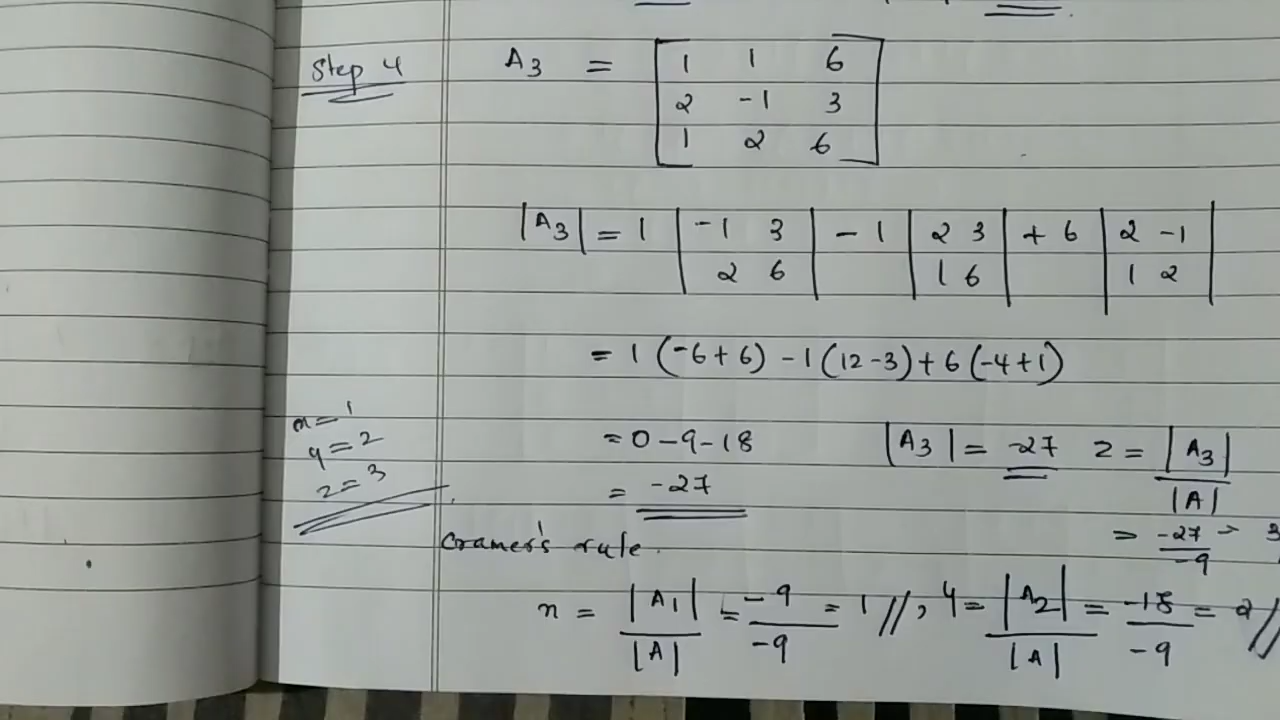 Step 4 A3 = [ 1 1 6
2 -1 3
1 2 6 ]
|A3| = 1 | -1 3 | - 1 | 2 3 | + 6 | 2 -1 |
| 2 6 | | 1 6 | | 1 2 |
= 1 (-6+6) -1 (12-3) + 6 (-4+1)
x = 1
y = 2
z = 3
= 0 - 9 - 18
= -27
|A3| = -27 z = |A3|
|A|
= -27 = 3
-9
Cramer's rule.
x = |A1| = -9 = 1 //, y = |A2| = -18 = 2 //
|A| -9 |A| -9